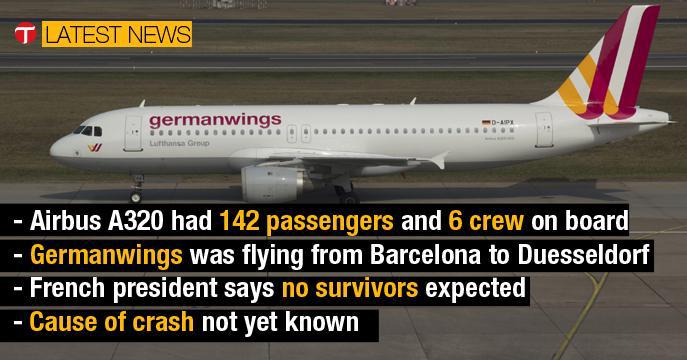 T LATEST NEWS
germanwings
Lufthansa Group
D-AIPX
- Airbus A320 had 142 passengers and 6 crew on board
- Germanwings was flying from Barcelona to Duesseldorf
- French president says no survivors expected
- Cause of crash not yet known